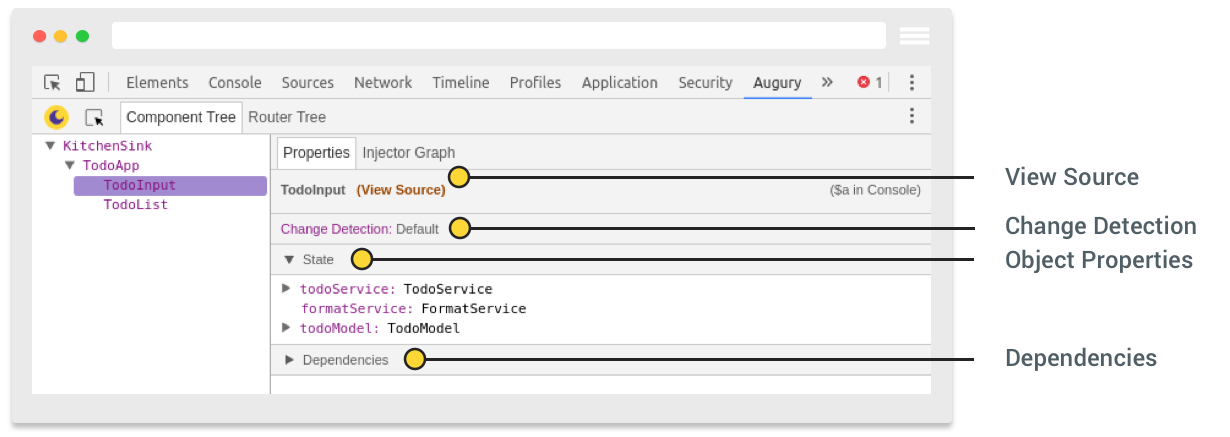 Elements Console Sources Network Timeline Profiles Application Security Augury » 1
Component Tree Router Tree
KitchenSink
TodoApp
TodoInput
TodoList
Properties Injector Graph
TodoInput (View Source) ($a in Console)
Change Detection: Default
State
todoService: TodoService
formatService: FormatService
todoModel: TodoModel
Dependencies
View Source
Change Detection
Object Properties
Dependencies